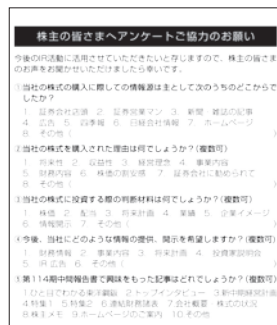 株主の皆さまへアンケートご協力のお願い
今後のIR活動に活用させていただきたいと存じますので、株主の皆さま
のお声をお聞かせいただけましたら幸いです。
①当社の株式の購入に際しての情報源は主として次のうちのどこからで
したか?
1. 証券会社店頭 2. 証券営業マン 3. 新聞・雑誌の記事
4. 広告 5. 四季報 6. 日経会社情報 7. ホームページ
8. その他( )
②当社の株式を購入された理由は何でしょうか?(複数可)
1. 将来性 2. 収益性 3. 経営理念 4. 事業内容
5. 財務内容 6. 株価の割安感 7. 証券会社に勧められて
8. その他( )
③当社の株式に投資する際の判断材料は何でしょうか?(複数可)
1. 株価 2. 配当 3. 将来計画 4. 業績 5. 企業イメージ
6. 情報開示 7. その他( )
④今後、当社にどのような情報の提供、開示を希望しますか?(複数可)
1. 財務情報 2. 事業内容 3. 将来計画 4. 投資家説明会
5. IR広告 6. その他( )
⑤第114中間報告書で興味をもった記事はどれでしょうか?(複数可)
1.ひと目でわかる東洋鋼鈑 2.トップインタビュー 3.新中期経営計画
4.特集1 5.特集2 6.連結財務諸表 7.会社概要・株式の状況
8.株主メモ 9.ホームページのご案内 10.その他